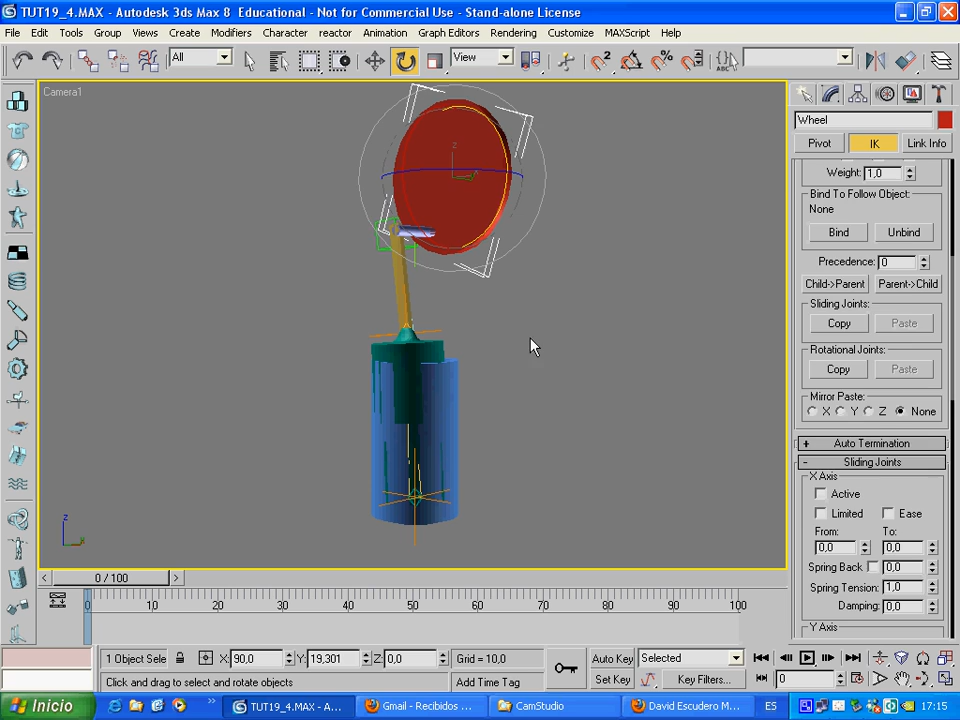 TUT19_4.MAX - Autodesk 3ds Max 8  Educational - Not for Commercial Use - Stand-alone License
File Edit Tools Group Views Create Modifiers Character reactor Animation Graph Editors Rendering Customize MAXScript Help
All View
Camera1
Wheel
Pivot IK Link Info
Weight: 1,0
Bind To Follow Object:
None
Bind Unbind
Precedence: 0
Child->Parent Parent->Child
Sliding Joints:
Copy Paste
Rotational Joints:
Copy Paste
Mirror Paste:
X Y Z None
+ Auto Termination
- Sliding Joints
X Axis
Active
Limited Ease
From: To:
0,0 0,0
Spring Back 0,0
Spring Tension: 1,0
Damping: 0,0
Y Axis
z
z
< 0 / 100 >
0 10 20 30 40 50 60 70 80 90 100
1 Object Sele X: 90,0 Y: 19,301 Z: 0,0 Grid = 10,0 Auto Key Selected
Click and drag to select and rotate objects Add Time Tag Set Key Key Filters... 0
Inicio TUT19_4.MAX - A... Gmail - Recibidos ... CamStudio David Escudero M... ES 17:15